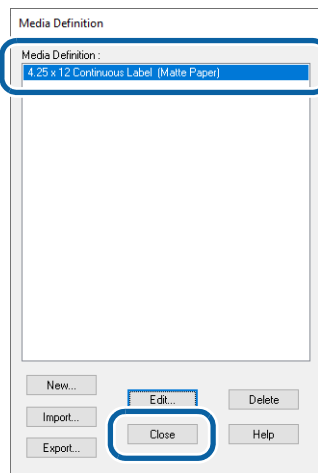 Media Definition
Media Definition :
4.25 x 12 Continuous Label (Matte Paper)
New...
Edit...
Delete
Import...
Close
Help
Export...